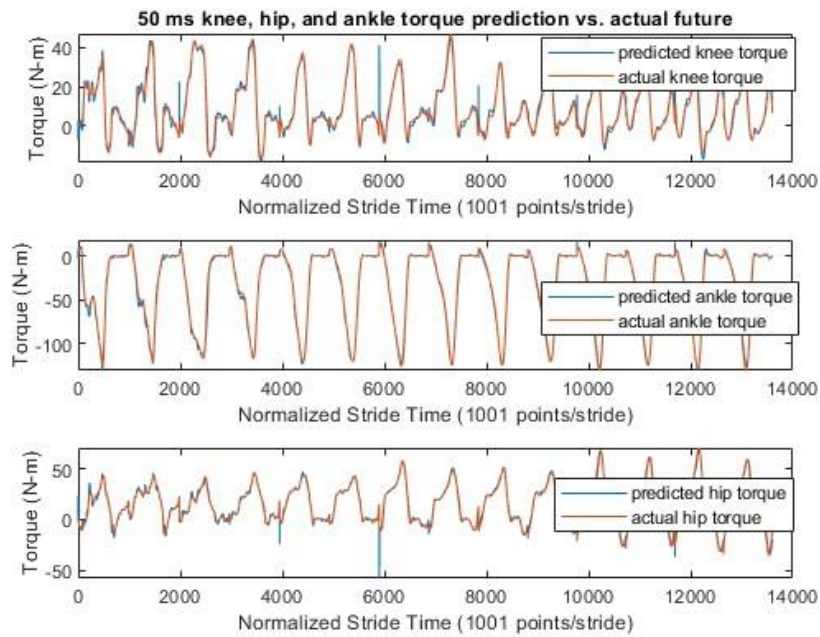 50 ms knee, hip, and ankle torque prediction vs. actual future
40
20
0
Torque (N-m)
predicted knee torque
actual knee torque
0 2000 4000 6000 8000 10000 12000 14000
Normalized Stride Time (1001 points/stride)
0
-50
-100
Torque (N-m)
predicted ankle torque
actual ankle torque
0 2000 4000 6000 8000 10000 12000 14000
Normalized Stride Time (1001 points/stride)
50
0
-50
Torque (N-m)
predicted hip torque
actual hip torque
0 2000 4000 6000 8000 10000 12000 14000
Normalized Stride Time (1001 points/stride)